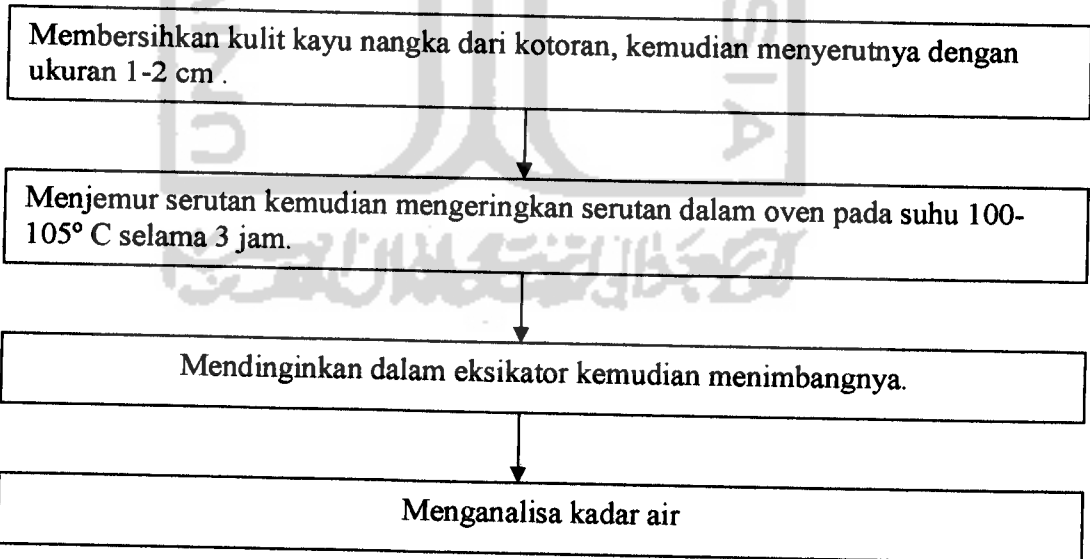 Membersihkan kulit kayu nangka dari kotoran, kemudian menyerutnya dengan
ukuran 1-2 cm .
Menjemur serutan kemudian mengeringkan serutan dalam oven pada suhu 100-
105° C selama 3 jam.
Mendinginkan dalam eksikator kemudian menimbangnya.
Menganalisa kadar air